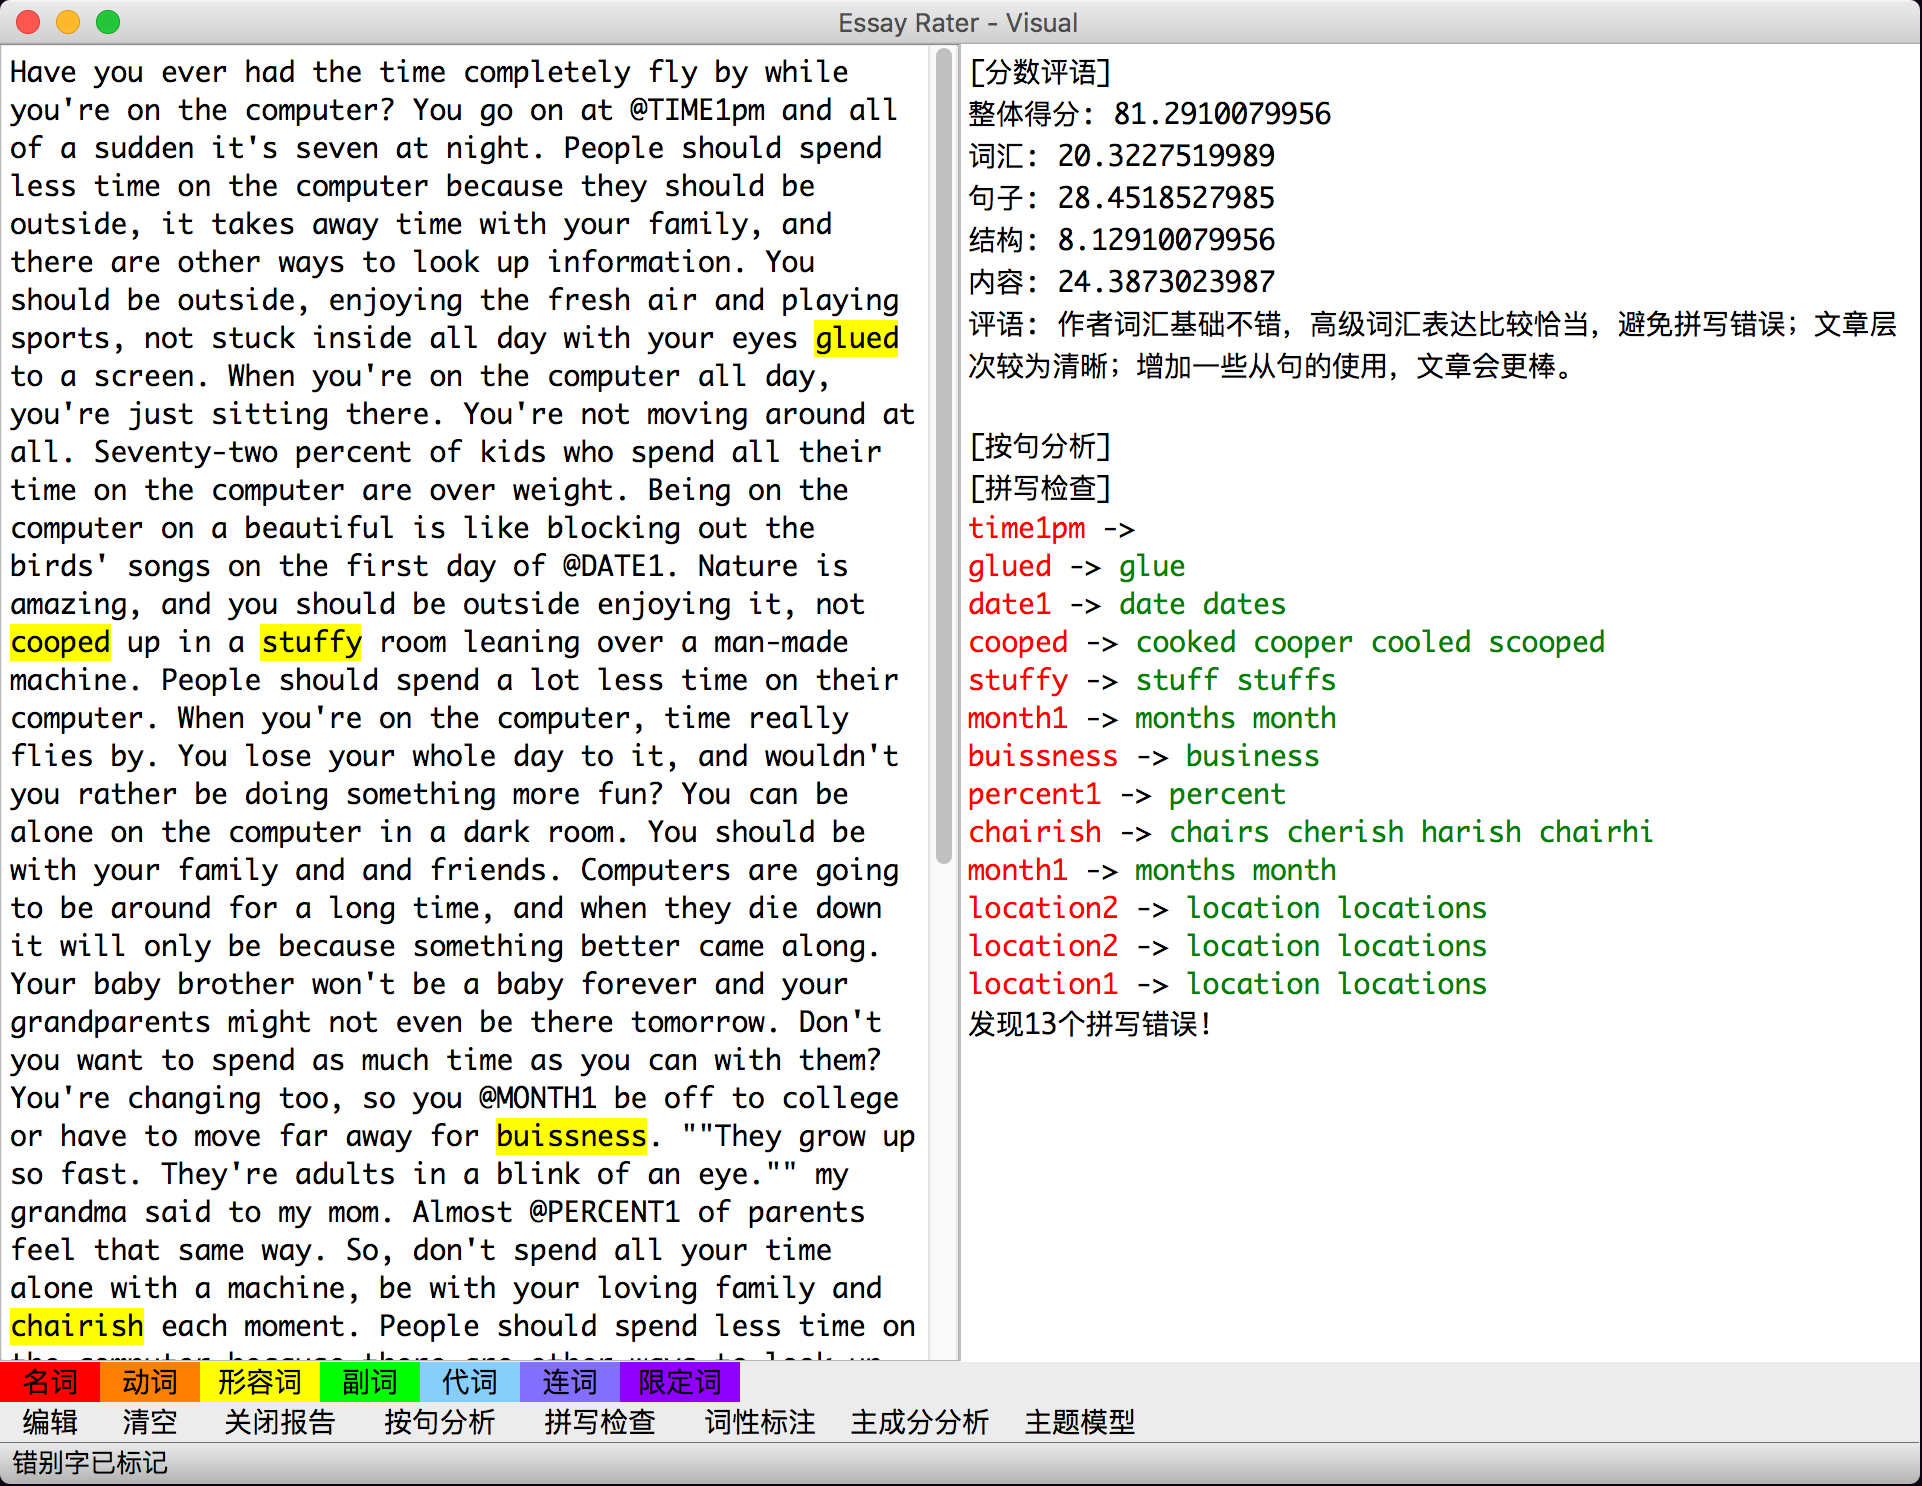 Essay Rater - Visual
Have you ever had the time completely fly by while
you're on the computer? You go on at @TIME1pm and all
of a sudden it's seven at night. People should spend
less time on the computer because they should be
outside, it takes away time with your family, and
there are other ways to look up information. You
should be outside, enjoying the fresh air and playing
sports, not stuck inside all day with your eyes glued
to a screen. When you're on the computer all day,
you're just sitting there. You're not moving around at
all. Seventy-two percent of kids who spend all their
time on the computer are over weight. Being on the
computer on a beautiful is like blocking out the
birds' songs on the first day of @DATE1. Nature is
amazing, and you should be outside enjoying it, not
cooped up in a stuffy room leaning over a man-made
machine. People should spend a lot less time on their
computer. When you're on the computer, time really
flies by. You lose your whole day to it, and wouldn't
you rather be doing something more fun? You can be
alone on the computer in a dark room. You should be
with your family and and friends. Computers are going
to be around for a long time, and when they die down
it will only be because something better came along.
Your baby brother won't be a baby forever and your
grandparents might not even be there tomorrow. Don't
you want to spend as much time as you can with them?
You're changing too, so you @MONTH1 be off to college
or have to move far away for buissness. ""They grow up
so fast. They're adults in a blink of an eye."" my
grandma said to my mom. Almost @PERCENT1 of parents
feel that same way. So, don't spend all your time
alone with a machine, be with your loving family and
chairish each moment. People should spend less time on
the computer because there are other ways to look up
[分数评语]
整体得分: 81.2910079956
词汇: 20.3227519989
句子: 28.4518527985
结构: 8.12910079956
内容: 24.3873023987
评语: 作者词汇基础不错，高级词汇表达比较恰当，避免拼写错误；文章层
次较为清晰；增加一些从句的使用，文章会更棒。
[按句分析]
[拼写检查]
time1pm ->
glued -> glue
date1 -> date dates
cooped -> cooked cooper cooled scooped
stuffy -> stuff stuffs
month1 -> months month
buissness -> business
percent1 -> percent
chairish -> chairs cherish harish chairhi
month1 -> months month
location2 -> location locations
location2 -> location locations
location1 -> location locations
发现13个拼写错误!
名词 动词 形容词 副词 代词 连词 限定词
编辑 清空 关闭报告 按句分析 拼写检查 词性标注 主成分分析 主题模型
错别字已标记